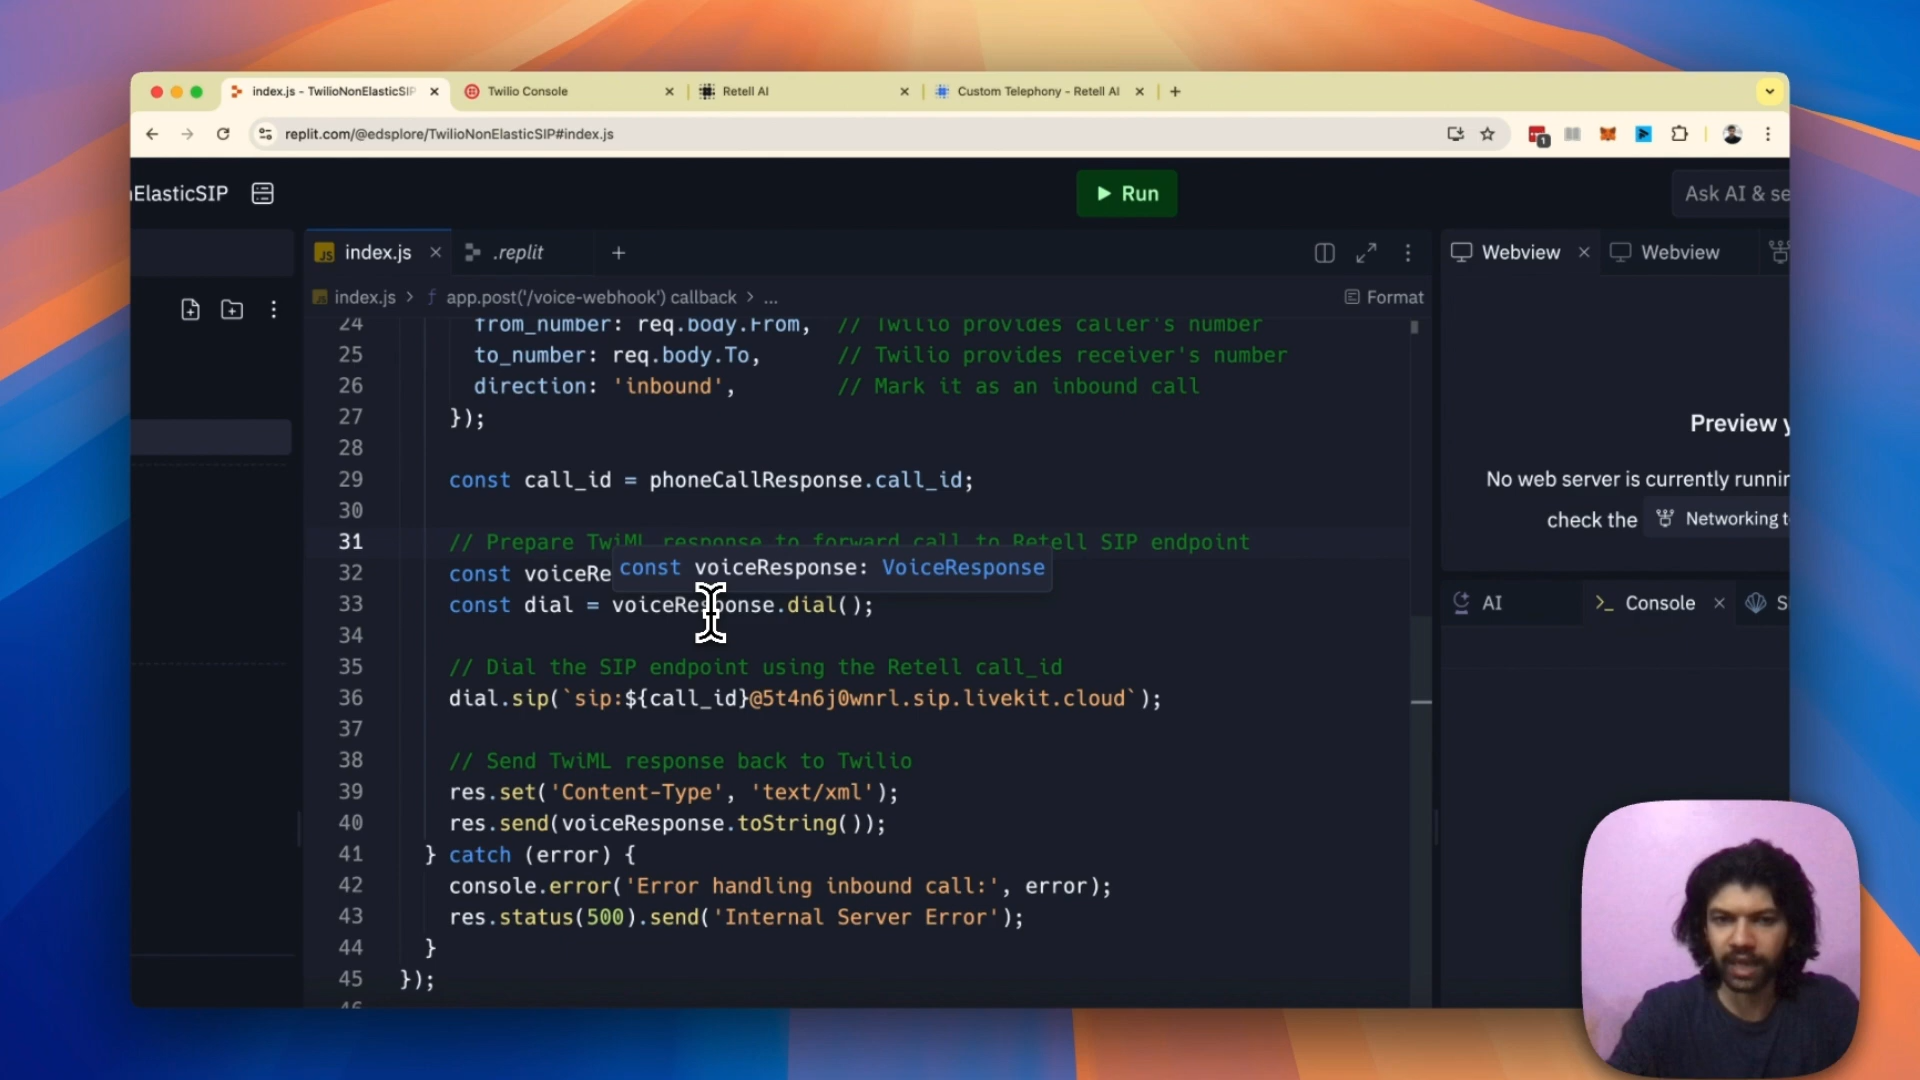 index.js - TwilioNonElasticSIP
Twilio Console
Retell AI
Custom Telephony - Retell AI
replit.com/@edsplore/TwilioNonElasticSIP#index.js
1
ElasticSIP
Run
Ask AI & se
JS index.js
.replit
Webview
Webview
index.js > f app.post('/voice-webhook') callback > ...
Format
24 from_number: req.body.From, // Twilio provides caller's number
25 to_number: req.body.To, // Twilio provides receiver's number
26 direction: 'inbound', // Mark it as an inbound call
27 });
28
29 const call_id = phoneCallResponse.call_id;
30
31 // Prepare TwiML response to forward call to Retell SIP endpoint
32 const voiceRe
const voiceResponse: VoiceResponse
33 const dial = voiceResponse.dial();
34
35 // Dial the SIP endpoint using the Retell call_id
36 dial.sip(`sip:${call_id}@5t4n6j0wnrl.sip.livekit.cloud`);
37
38 // Send TwiML response back to Twilio
39 res.set('Content-Type', 'text/xml');
40 res.send(voiceResponse.toString());
41 } catch (error) {
42 console.error('Error handling inbound call:', error);
43 res.status(500).send('Internal Server Error');
44 }
45 });
46
Preview y
No web server is currently runnin
check the Networking t
AI
>_ Console
S